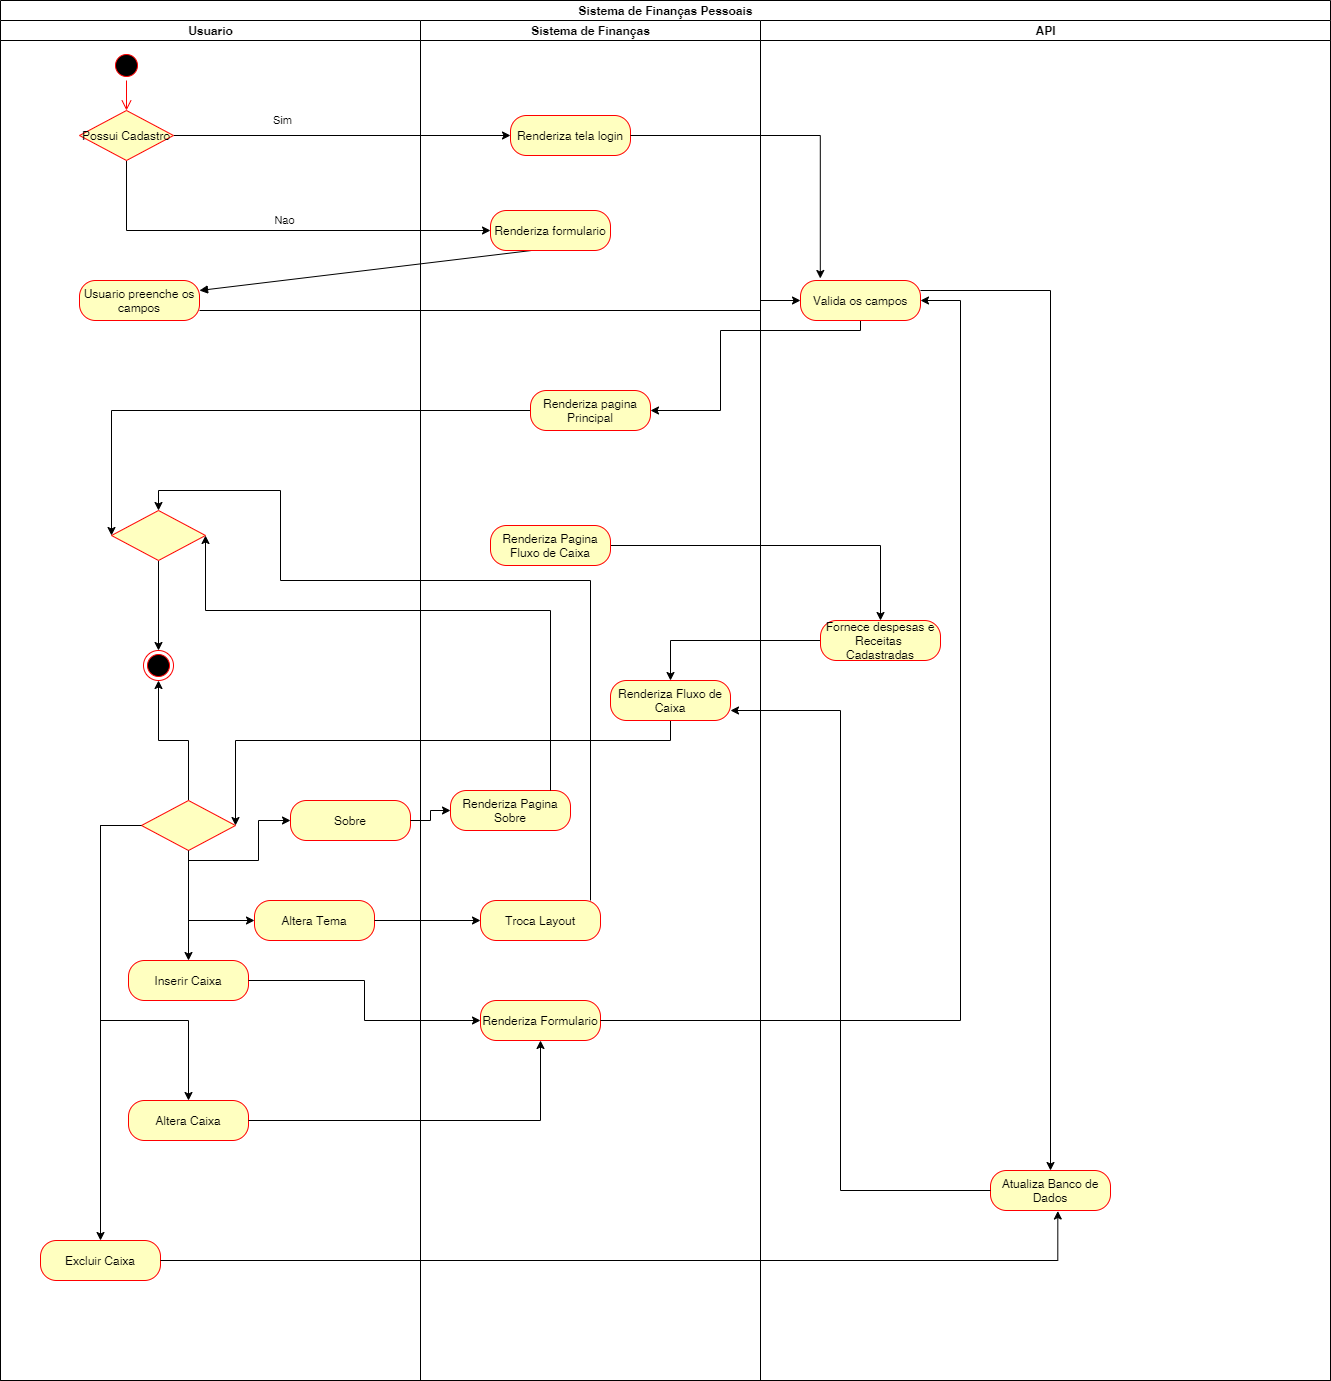 Sistema de Finanças Pessoais
Usuario
Sistema de Finanças
API
Possui Cadastro
Sim
Renderiza tela login
Nao
Renderiza formulario
Usuario preenche os
campos
Valida os campos
Renderiza pagina
Principal
Renderiza Pagina
Fluxo de Caixa
Fornece despesas e
Receitas
Cadastradas
Renderiza Fluxo de
Caixa
Sobre
Renderiza Pagina
Sobre
Altera Tema
Troca Layout
Inserir Caixa
Renderiza Formulario
Altera Caixa
Atualiza Banco de
Dados
Excluir Caixa